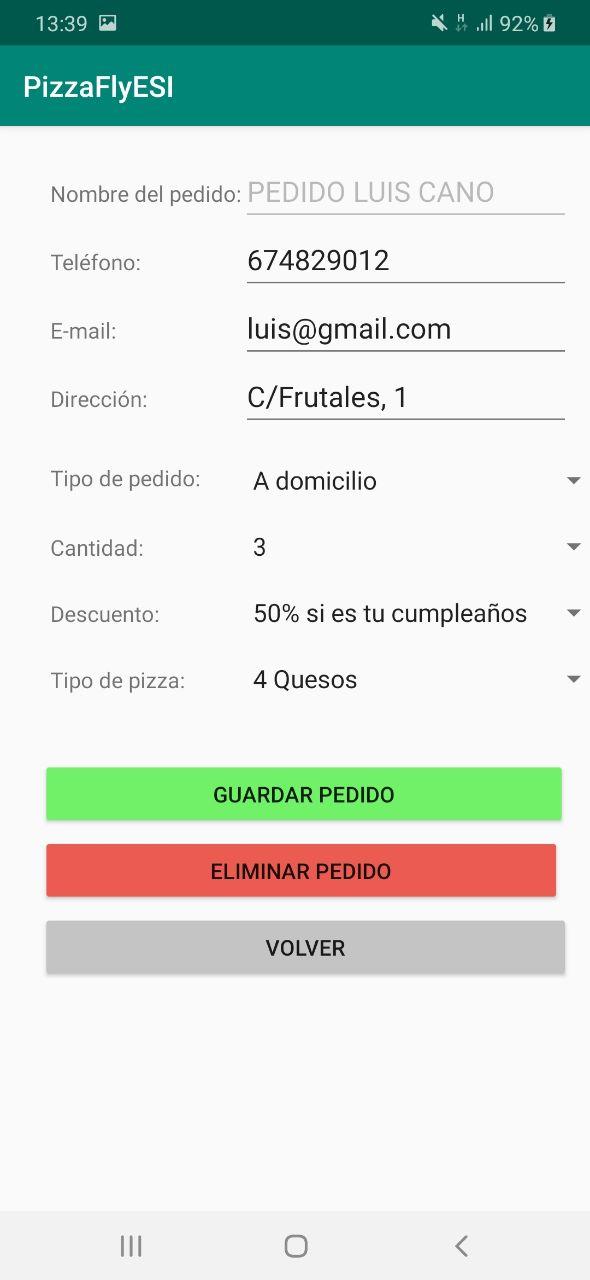 13:39 H 92%
PizzaFlyESI
Nombre del pedido: PEDIDO LUIS CANO
Teléfono: 674829012
E-mail: luis@gmail.com
Dirección: C/Frutales, 1
Tipo de pedido: A domicilio
Cantidad: 3
Descuento: 50% si es tu cumpleaños
Tipo de pizza: 4 Quesos
GUARDAR PEDIDO
ELIMINAR PEDIDO
VOLVER